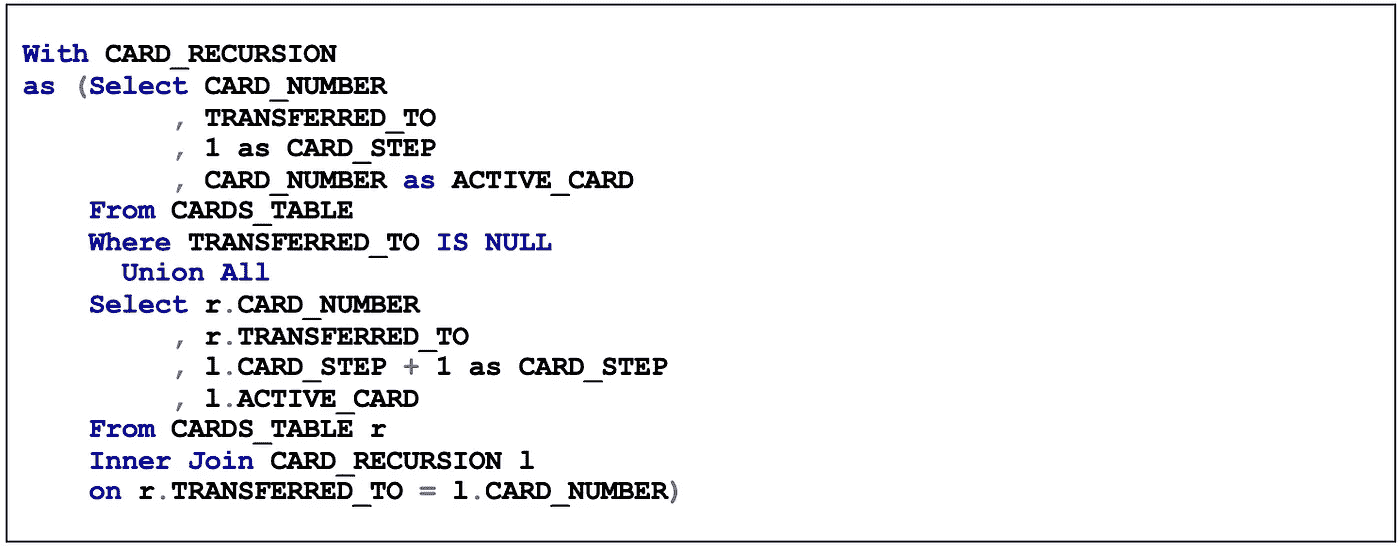 With CARD_RECURSION
as (Select CARD_NUMBER
, TRANSFERRED_TO
, 1 as CARD_STEP
, CARD_NUMBER as ACTIVE_CARD
From CARDS_TABLE
Where TRANSFERRED_TO IS NULL
Union All
Select r.CARD_NUMBER
, r.TRANSFERRED_TO
, l.CARD_STEP + 1 as CARD_STEP
, l.ACTIVE_CARD
From CARDS_TABLE r
Inner Join CARD_RECURSION l
on r.TRANSFERRED_TO = l.CARD_NUMBER)